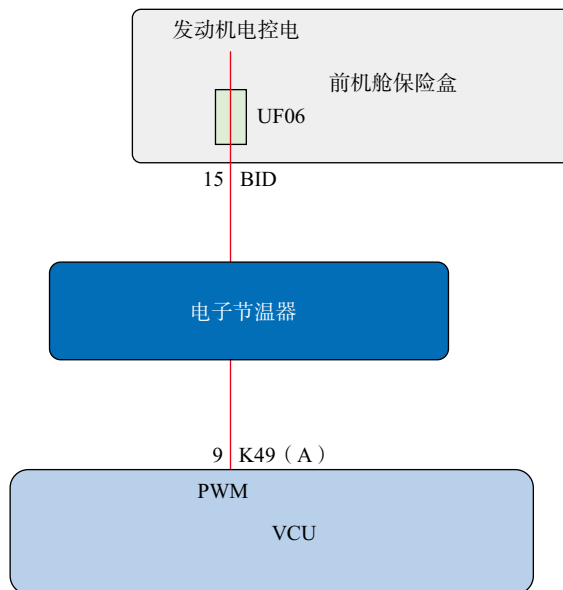 发动机电控电
前机舱保险盒
UF06
15 BID
电子节温器
9 K49（A）
PWM
VCU